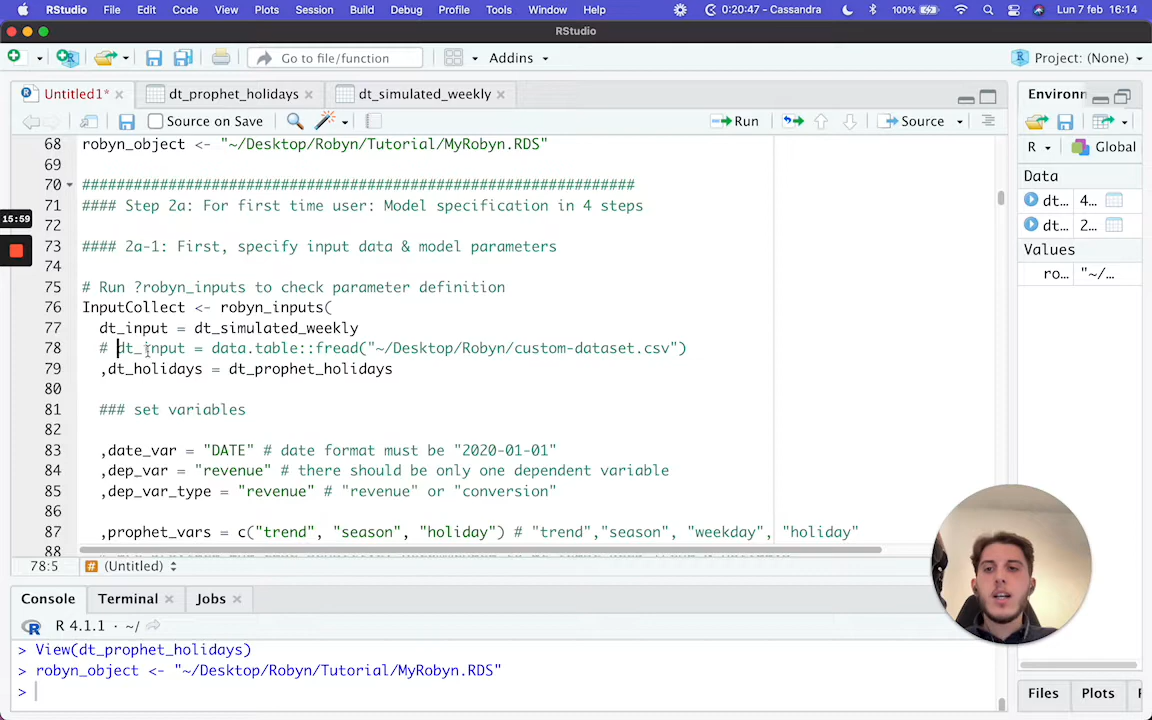 RStudio File Edit Code View Plots Session Build Debug Profile Tools Window Help 0:20:47 - Cassandra 100% Lun 7 feb 16:14
RStudio
Go to file/function Addins Project: (None)
Untitled1* dt_prophet_holidays dt_simulated_weekly Environm
Source on Save Run Source
R Global
68 robyn_object <- "~/Desktop/Robyn/Tutorial/MyRobyn.RDS"
69
70 ################################################################
71 #### Step 2a: For first time user: Model specification in 4 steps
72
73 #### 2a-1: First, specify input data & model parameters
74
75 # Run ?robyn_inputs to check parameter definition
76 InputCollect <- robyn_inputs(
77 dt_input = dt_simulated_weekly
78 # dt_input = data.table::fread("~/Desktop/Robyn/custom-dataset.csv")
79 ,dt_holidays = dt_prophet_holidays
80
81 ### set variables
82
83 ,date_var = "DATE" # date format must be "2020-01-01"
84 ,dep_var = "revenue" # there should be only one dependent variable
85 ,dep_var_type = "revenue" # "revenue" or "conversion"
86
87 ,prophet_vars = c("trend", "season", "holiday") # "trend","season", "weekday", "holiday"
88
78:5 (Untitled)
15:59
Data
dt… 4…
dt… 2…
Values
ro… "~/…
Console Terminal Jobs
R 4.1.1 · ~/
> View(dt_prophet_holidays)
> robyn_object <- "~/Desktop/Robyn/Tutorial/MyRobyn.RDS"
>
Files Plots